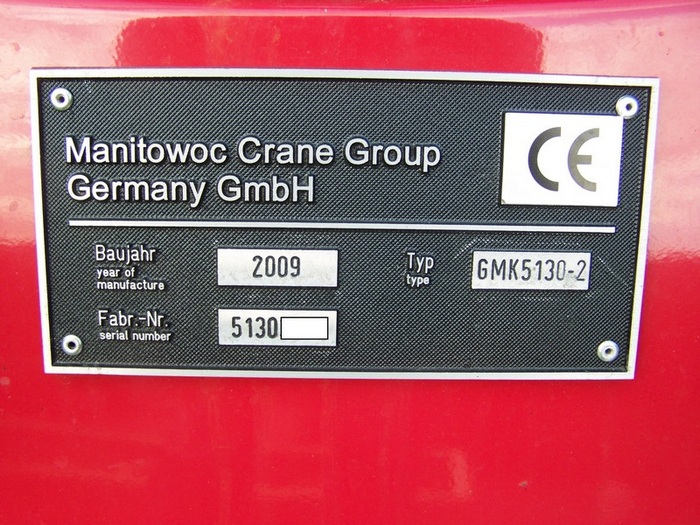 Manitowoc Crane Group
Germany GmbH
CE
Baujahr
year of
manufacture
2009
Typ
type
GMK5130-2
Fabr.-Nr.
serial number
5130